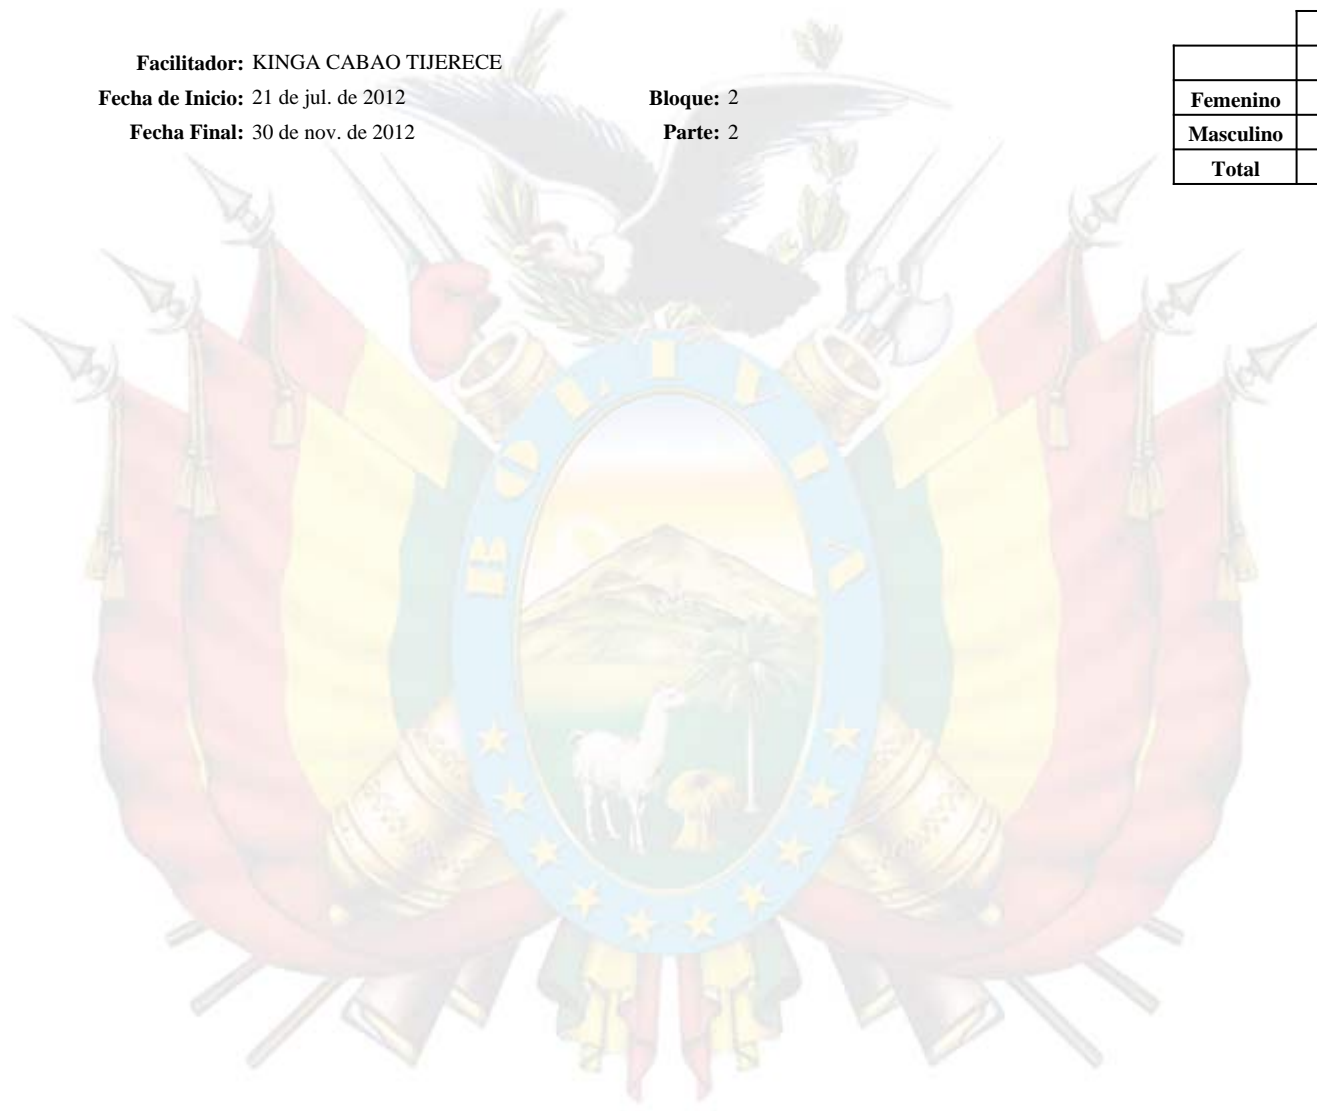 Facilitador: KINGA CABAO TIJERECE
Fecha de Inicio: 21 de jul. de 2012 Bloque: 2
Fecha Final: 30 de nov. de 2012 Parte: 2
Femenino
Masculino
Total
BOLIVIA